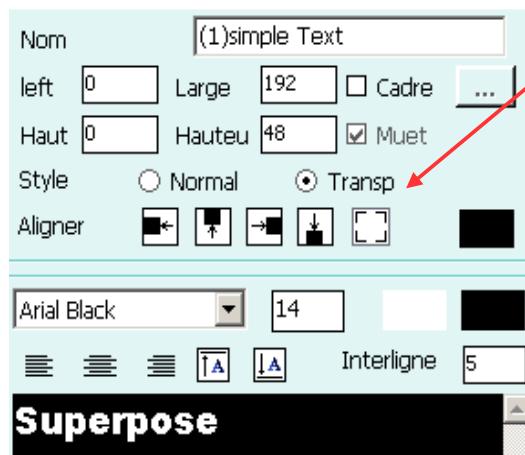 Nom (1)simple Text
left 0 Large 192 Cadre ...
Haut 0 Hauteu 48 Muet
Style Normal Transp
Aligner
Arial Black 14
A A Interligne 5
Superpose